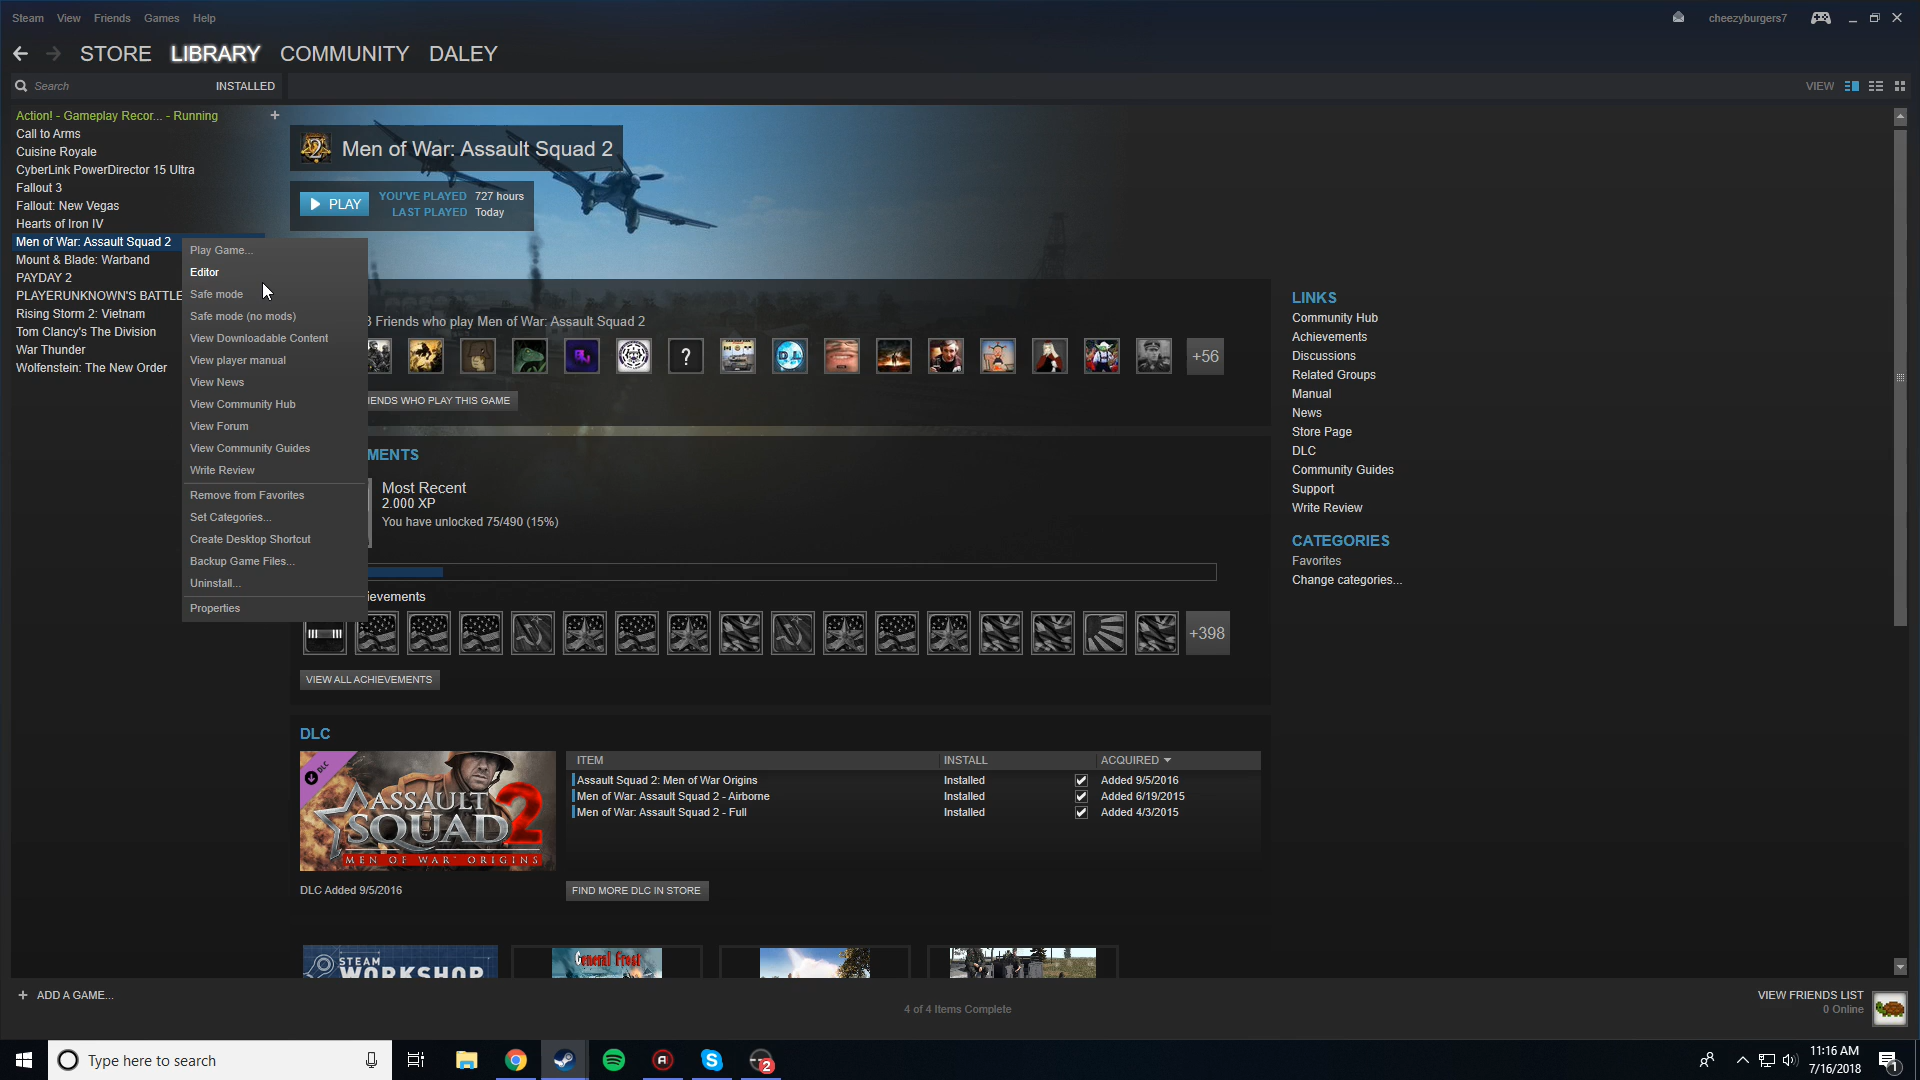 Steam View Friends Games Help
cheezyburgers7
STORE LIBRARY COMMUNITY DALEY
Search INSTALLED
VIEW
Action! - Gameplay Recor... - Running
Call to Arms
Cuisine Royale
CyberLink PowerDirector 15 Ultra
Fallout 3
Fallout: New Vegas
Hearts of Iron IV
Men of War: Assault Squad 2
Mount & Blade: Warband
PAYDAY 2
PLAYERUNKNOWN'S BATTLE
Rising Storm 2: Vietnam
Tom Clancy's The Division
War Thunder
Wolfenstein: The New Order
Play Game...
Editor
Safe mode
Safe mode (no mods)
View Downloadable Content
View player manual
View News
View Community Hub
View Forum
View Community Guides
Write Review
Remove from Favorites
Set Categories...
Create Desktop Shortcut
Backup Game Files...
Uninstall...
Properties
Men of War: Assault Squad 2
PLAY
YOU'VE PLAYED 727 hours
LAST PLAYED Today
3 Friends who play Men of War: Assault Squad 2
?
+56
IENDS WHO PLAY THIS GAME
MENTS
Most Recent
2.000 XP
You have unlocked 75/490 (15%)
ievements
+398
VIEW ALL ACHIEVEMENTS
DLC
DLC
ASSAULT
SQUAD 2
MEN OF WAR ORIGINS
DLC Added 9/5/2016
ITEM INSTALL ACQUIRED
Assault Squad 2: Men of War Origins Installed Added 9/5/2016
Men of War: Assault Squad 2 - Airborne Installed Added 6/19/2015
Men of War: Assault Squad 2 - Full Installed Added 4/3/2015
FIND MORE DLC IN STORE
STEAM
WORKSHOP
General Frost
LINKS
Community Hub
Achievements
Discussions
Related Groups
Manual
News
Store Page
DLC
Community Guides
Support
Write Review
CATEGORIES
Favorites
Change categories...
+ ADD A GAME...
4 of 4 Items Complete
VIEW FRIENDS LIST
0 Online
Type here to search
2
11:16 AM
7/16/2018
1